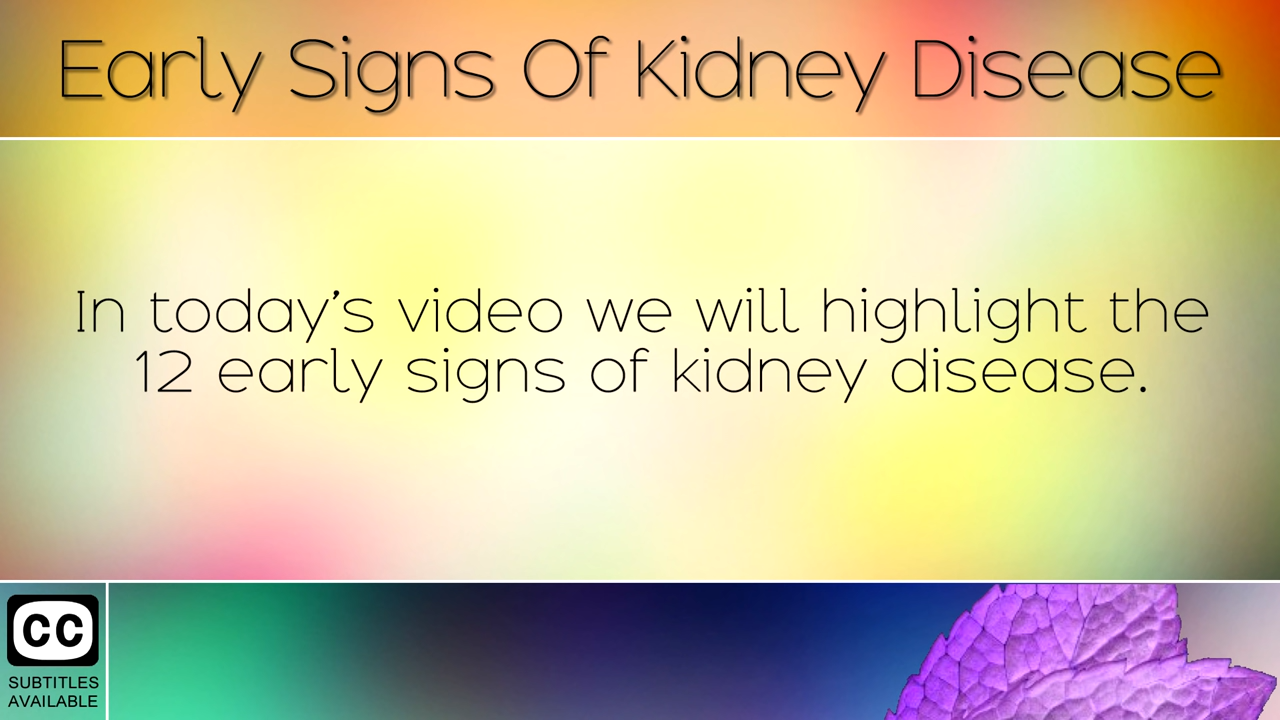 Early Signs Of Kidney Disease
In today's video we will highlight the
12 early signs of kidney disease.
CC
SUBTITLES
AVAILABLE